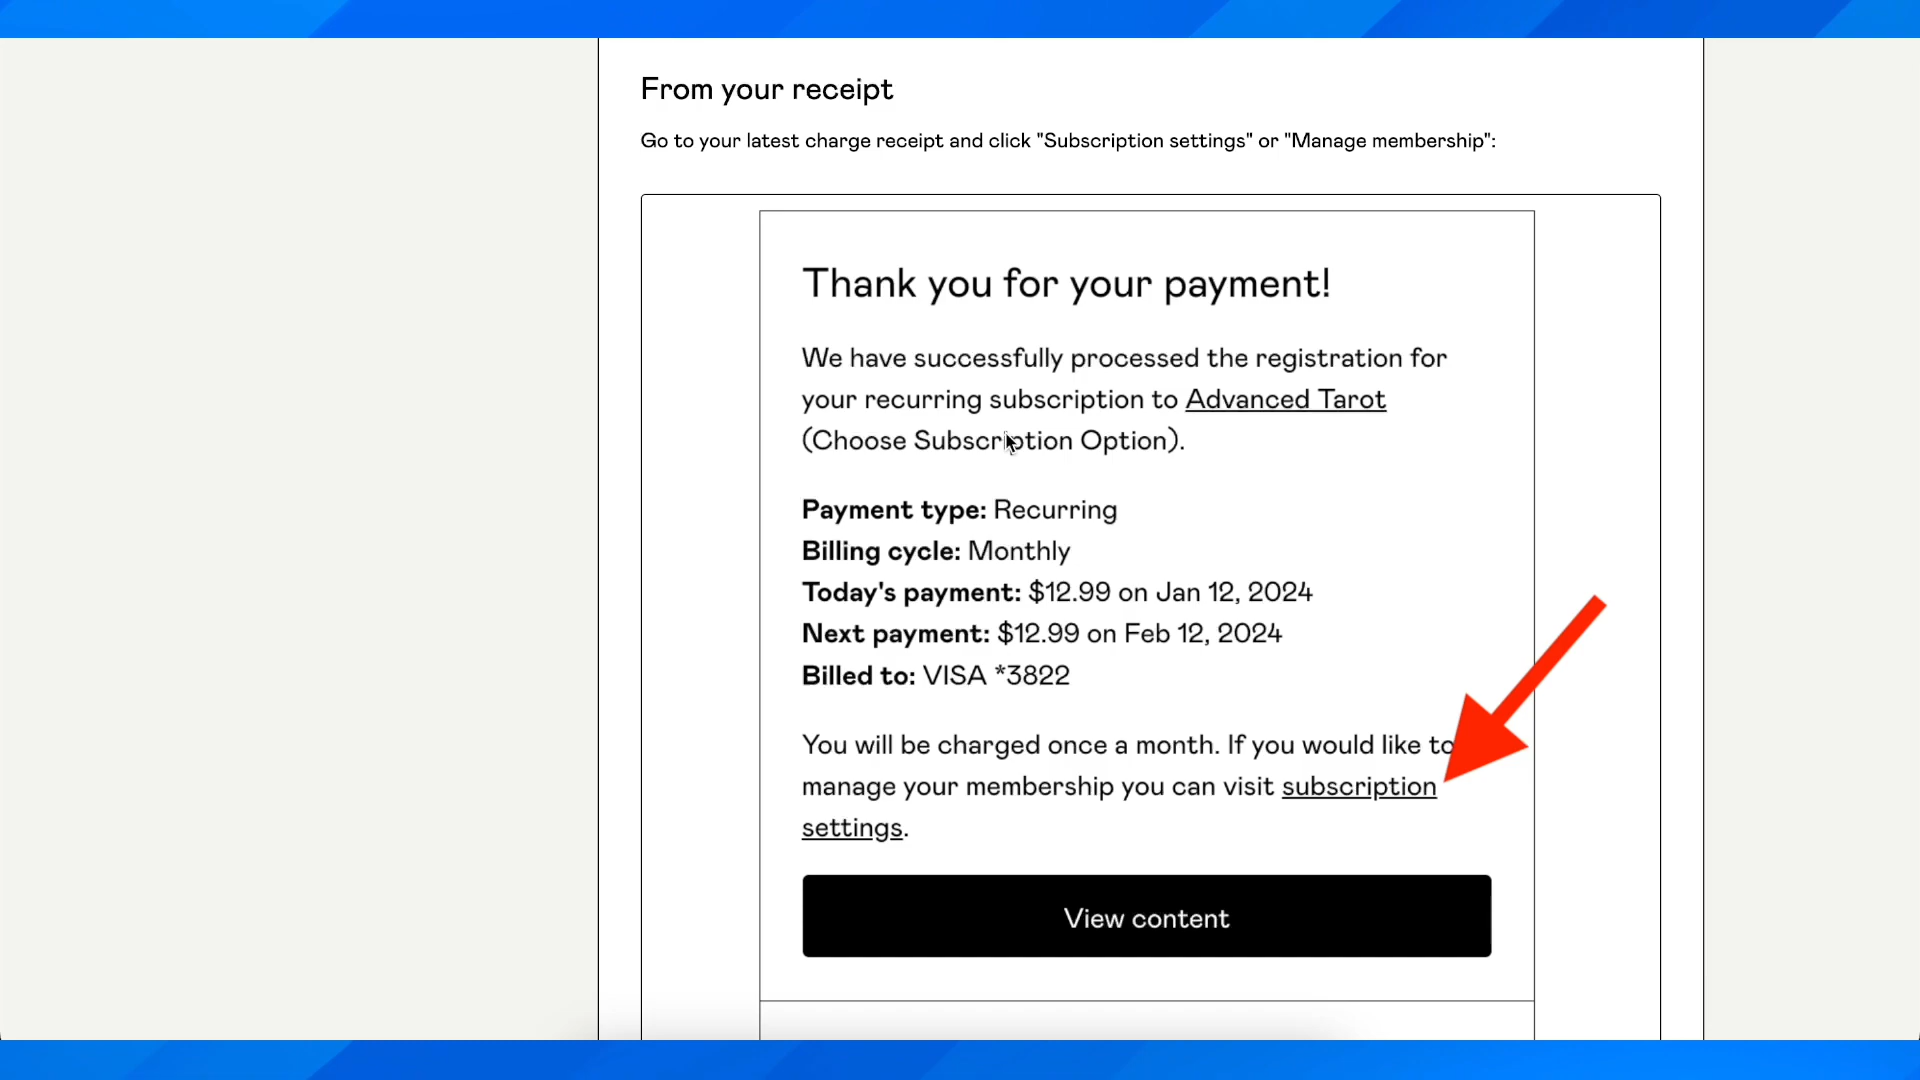 From your receipt
Go to your latest charge receipt and click "Subscription settings" or "Manage membership":
Thank you for your payment!
We have successfully processed the registration for
your recurring subscription to Advanced Tarot
(Choose Subscription Option).
Payment type: Recurring
Billing cycle: Monthly
Today's payment: $12.99 on Jan 12, 2024
Next payment: $12.99 on Feb 12, 2024
Billed to: VISA *3822
You will be charged once a month. If you would like to
manage your membership you can visit subscription
settings.
View content